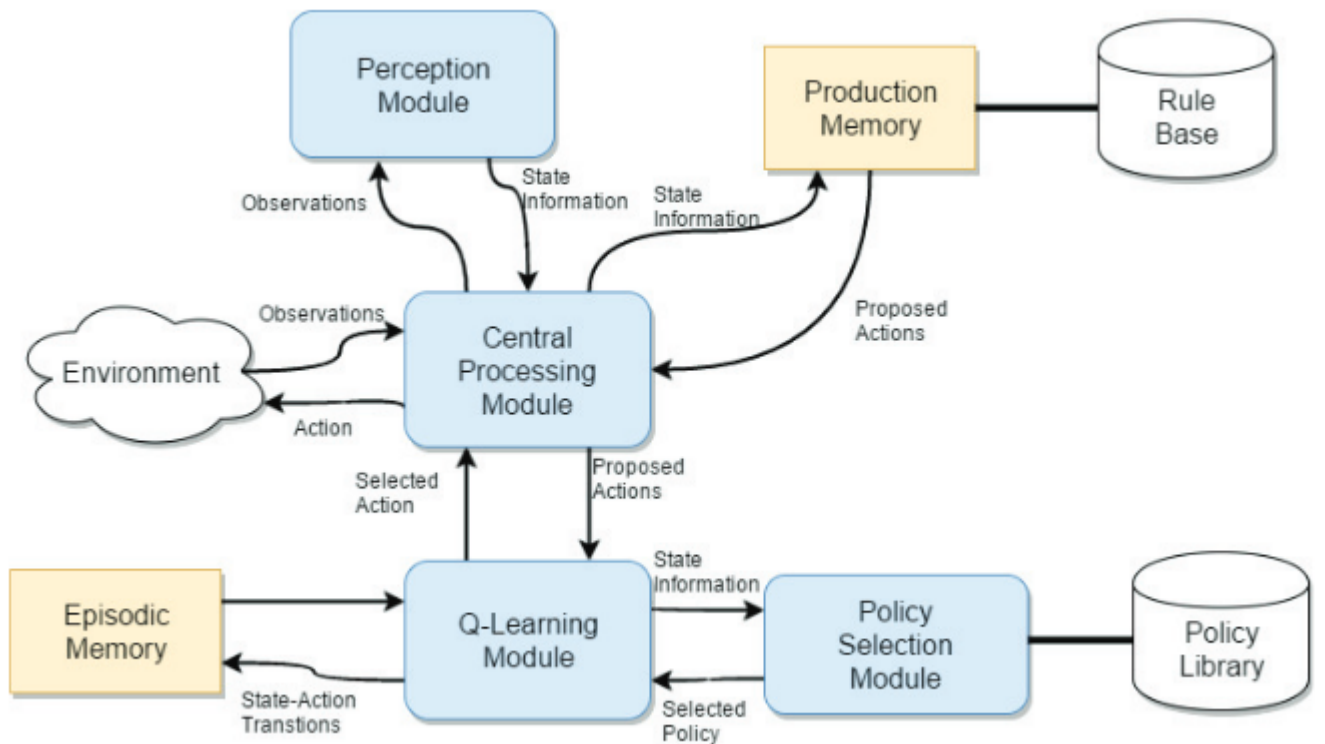 Perception
Module
Production
Memory
Rule
Base
Observations
State
Information
State
Information
Proposed
Actions
Observations
Environment
Action
Central
Processing
Module
Selected
Action
Proposed
Actions
Episodic
Memory
Q-Learning
Module
State
Information
Policy
Selection
Module
Policy
Library
State-Action
Transtions
Selected
Policy